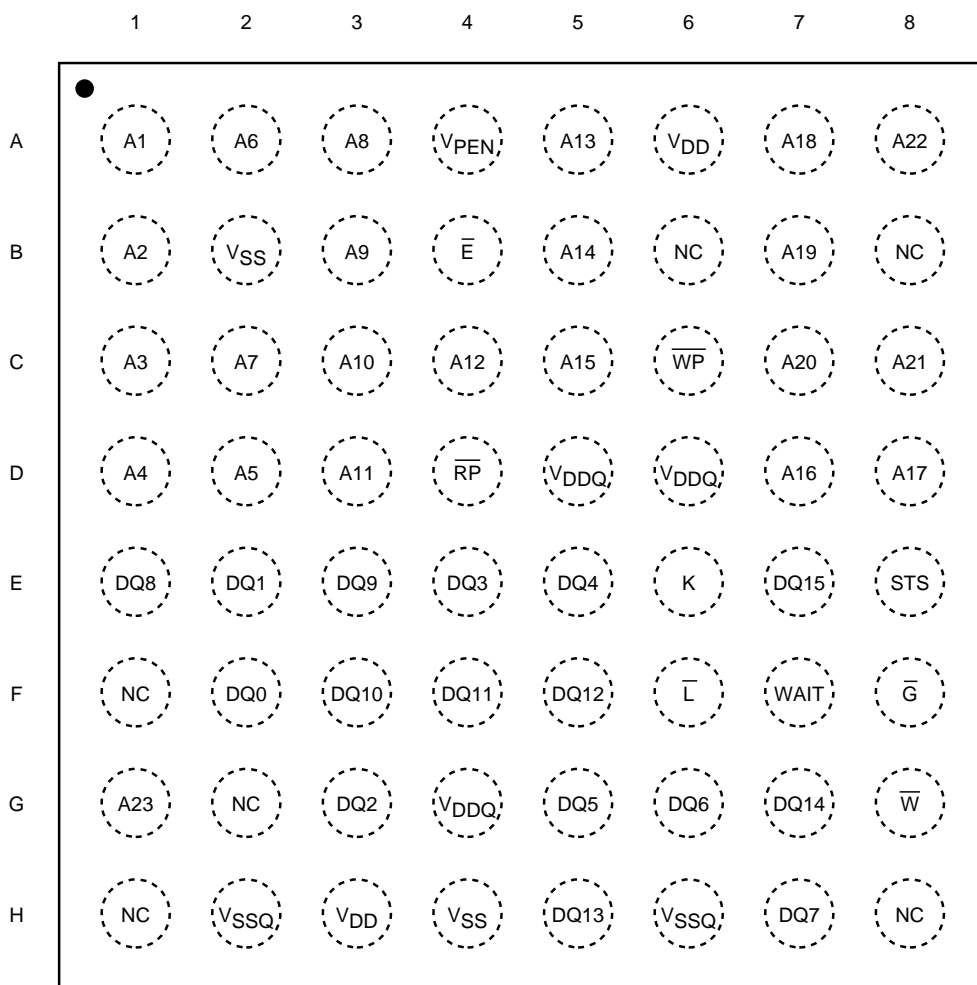 1 2 3 4 5 6 7 8
A A1 A6 A8 VPEN A13 VDD A18 A22
B A2 VSS A9 E̅ A14 NC A19 NC
C A3 A7 A10 A12 A15 W̅P̅ A20 A21
D A4 A5 A11 R̅P̅ VDDQ VDDQ A16 A17
E DQ8 DQ1 DQ9 DQ3 DQ4 K DQ15 STS
F NC DQ0 DQ10 DQ11 DQ12 L̅ WAIT G̅
G A23 NC DQ2 VDDQ DQ5 DQ6 DQ14 W̅
H NC VSSQ VDD VSS DQ13 VSSQ DQ7 NC